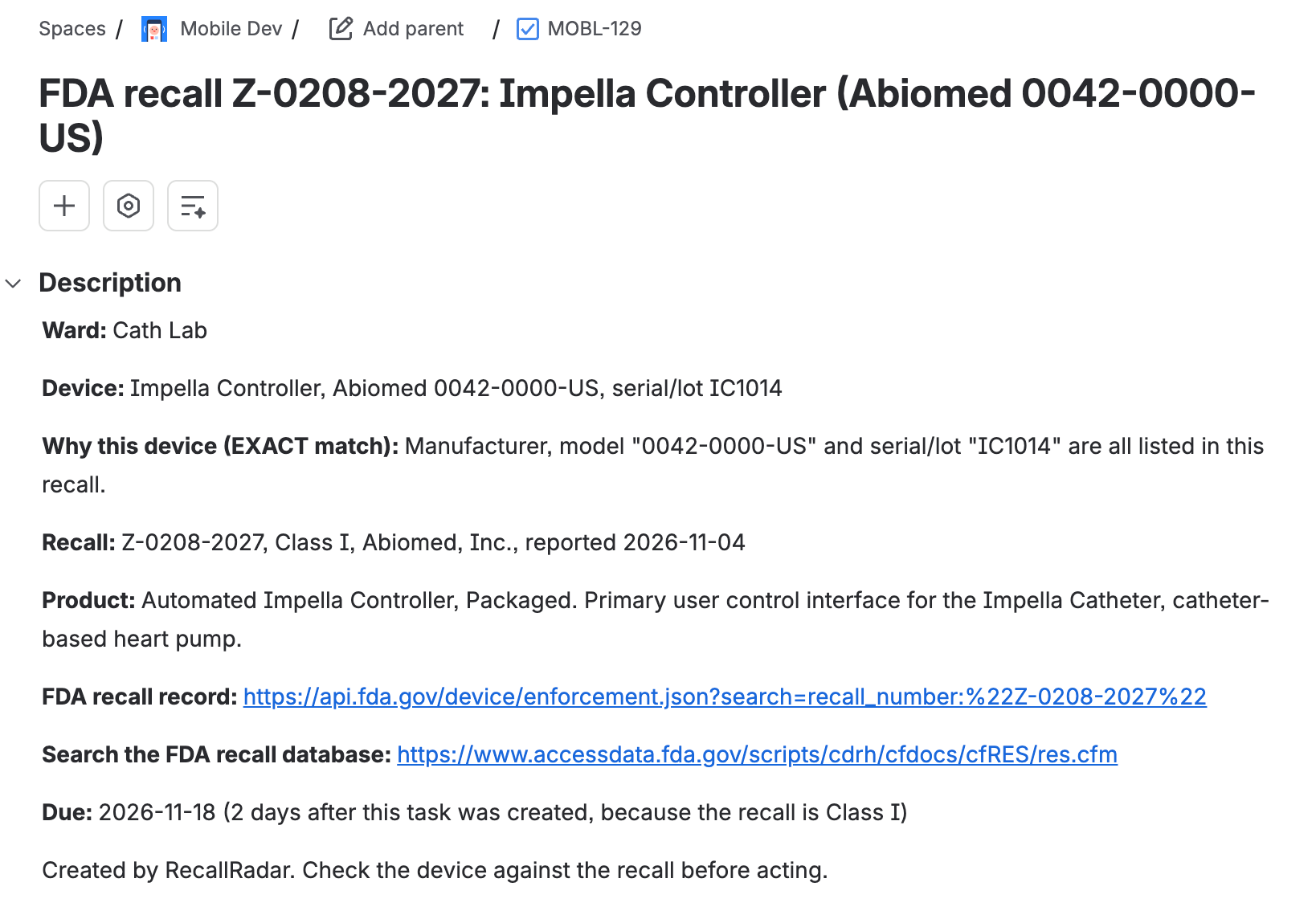 Spaces / Mobile Dev / Add parent / MOBL-129
FDA recall Z-0208-2027: Impella Controller (Abiomed 0042-0000-
US)
Description
Ward: Cath Lab
Device: Impella Controller, Abiomed 0042-0000-US, serial/lot IC1014
Why this device (EXACT match): Manufacturer, model "0042-0000-US" and serial/lot "IC1014" are all listed in this
recall.
Recall: Z-0208-2027, Class I, Abiomed, Inc., reported 2026-11-04
Product: Automated Impella Controller, Packaged. Primary user control interface for the Impella Catheter, catheter-
based heart pump.
FDA recall record: https://api.fda.gov/device/enforcement.json?search=recall_number:%22Z-0208-2027%22
Search the FDA recall database: https://www.accessdata.fda.gov/scripts/cdrh/cfdocs/cfRES/res.cfm
Due: 2026-11-18 (2 days after this task was created, because the recall is Class I)
Created by RecallRadar. Check the device against the recall before acting.